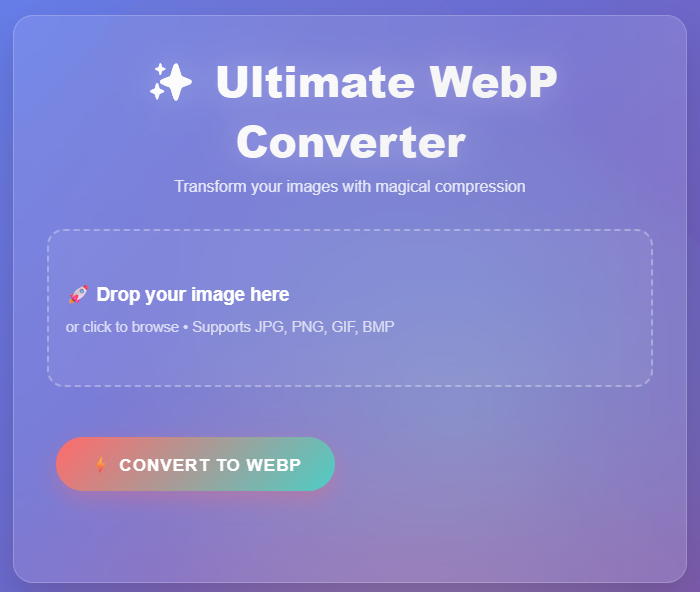 ✨ Ultimate WebP
Converter
Transform your images with magical compression
🚀 Drop your image here
or click to browse • Supports JPG, PNG, GIF, BMP
⚡ CONVERT TO WEBP